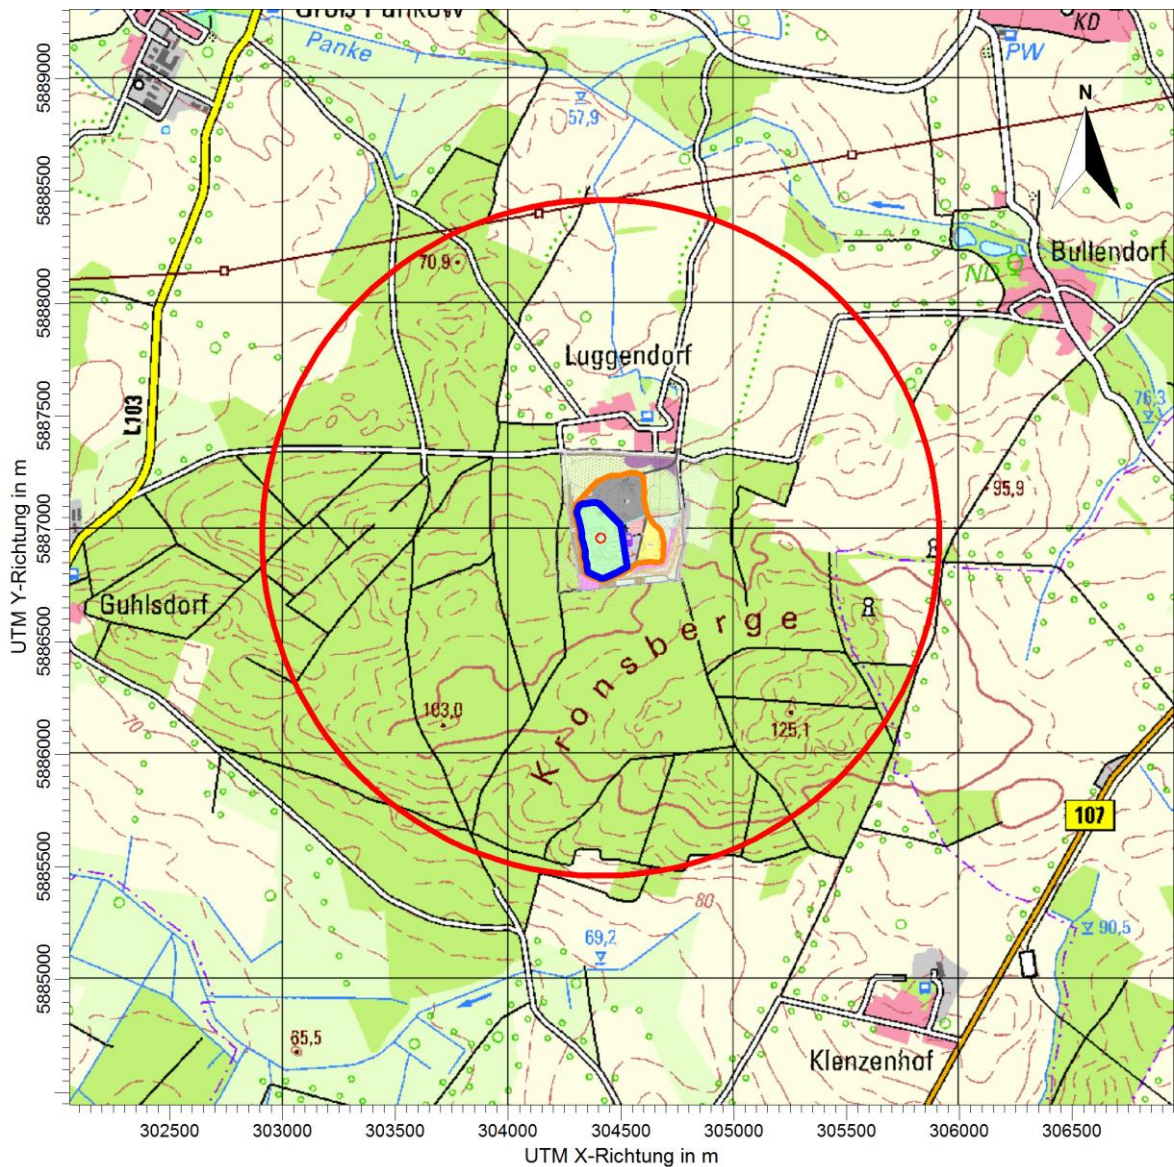 Groß Pankow
KD
Panke
PW
57,9
N
5889000
5888500
5888000
5887500
5887000
5886500
5886000
5885500
5885000
UTM Y-Richtung in m
70,9
ND
Bullendorf
Luggendorf
L103
76,3
95,9
Guhlsdorf
Kronsberge
70
103,0
125,1
107
80
69,2
90,5
65,5
Klenzenhof
302500 303000 303500 304000 304500 305000 305500 306000 306500
UTM X-Richtung in m